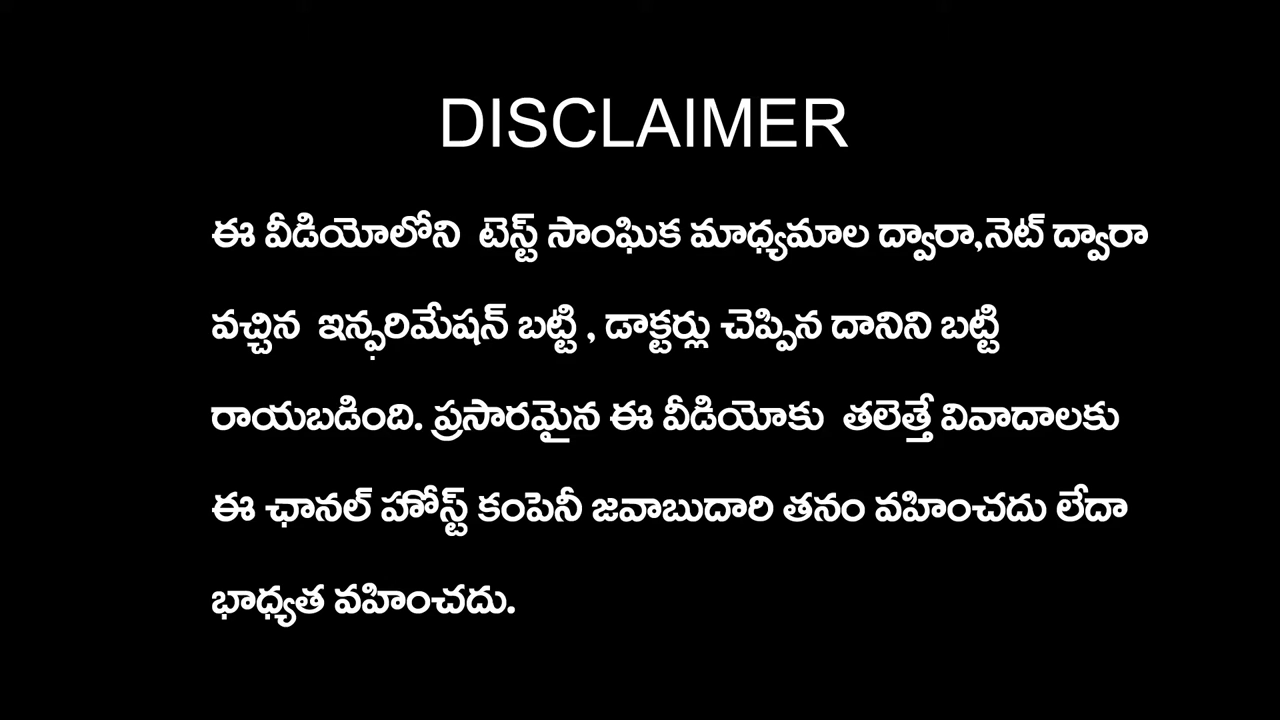 DISCLAIMER
ఈ వీడియోలోని టెస్ట్ సాంఘిక మాధ్యమాల ద్వారా,నెట్ ద్వారా
వచ్చిన ఇన్ఫరిమేషన్ బట్టి , డాక్టర్లు చెప్పిన దానిని బట్టి
రాయబడింది. ప్రసారమైన ఈ వీడియోకు తలెత్తే వివాదాలకు
ఈ ఛానల్ హోస్ట్ కంపెనీ జవాబుదారి తనం వహించదు లేదా
భాధ్యత వహించదు.